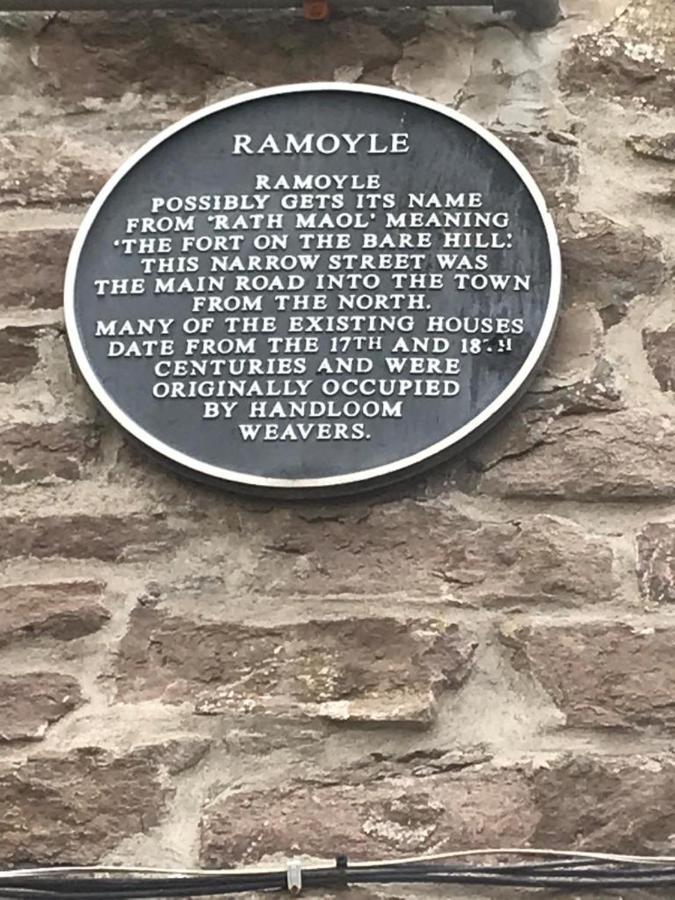 RAMOYLE
RAMOYLE
POSSIBLY GETS ITS NAME
FROM 'RATH MAOL' MEANING
'THE FORT ON THE BARE HILL.'
THIS NARROW STREET WAS
THE MAIN ROAD INTO THE TOWN
FROM THE NORTH.
MANY OF THE EXISTING HOUSES
DATE FROM THE 17TH AND 18TH
CENTURIES AND WERE
ORIGINALLY OCCUPIED
BY HANDLOOM
WEAVERS.